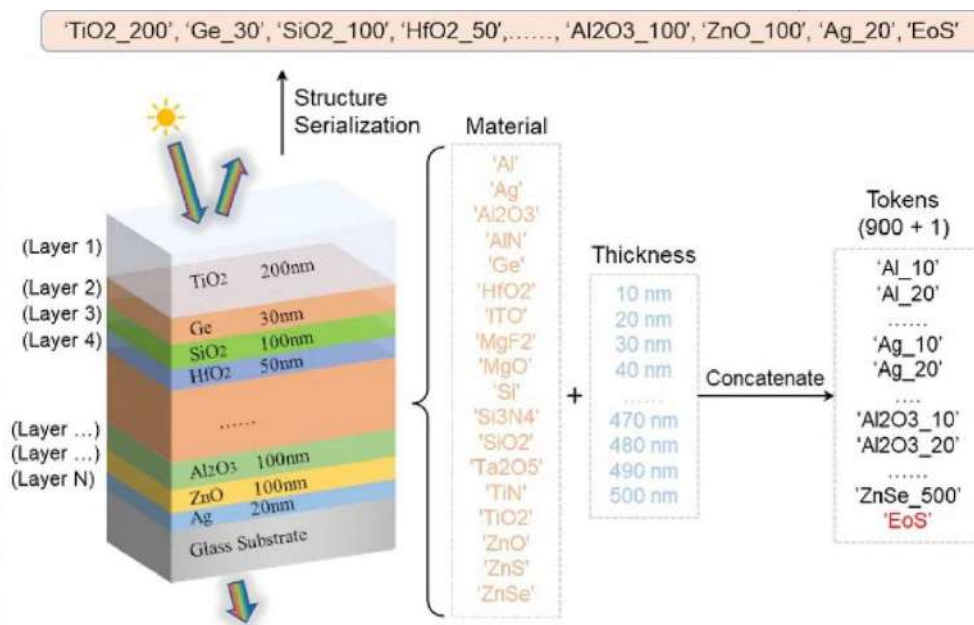 'TiO2_200', 'Ge_30', 'SiO2_100', 'HfO2_50',......, 'Al2O3_100', 'ZnO_100', 'Ag_20', 'EoS'
Structure
Serialization
(Layer 1)
(Layer 2)
(Layer 3)
(Layer 4)
(Layer ...)
(Layer ...)
(Layer N)
TiO2 200nm
Ge 30nm
SiO2 100nm
HfO2 50nm
......
Al2O3 100nm
ZnO 100nm
Ag 20nm
Glass Substrate
Material
'Al'
'Ag'
'Al2O3'
'AlN'
'Ge'
'HfO2'
'ITO'
'MgF2'
'MgO'
'Si'
'Si3N4'
'SiO2'
'Ta2O5'
'TiN'
'TiO2'
'ZnO'
'ZnS'
'ZnSe'
+
Thickness
10 nm
20 nm
30 nm
40 nm
......
470 nm
480 nm
490 nm
500 nm
Concatenate
Tokens
(900 + 1)
'Al_10'
'Al_20'
......
'Ag_10'
'Ag_20'
....
'Al2O3_10'
'Al2O3_20'
......
'ZnSe_500'
'EoS'